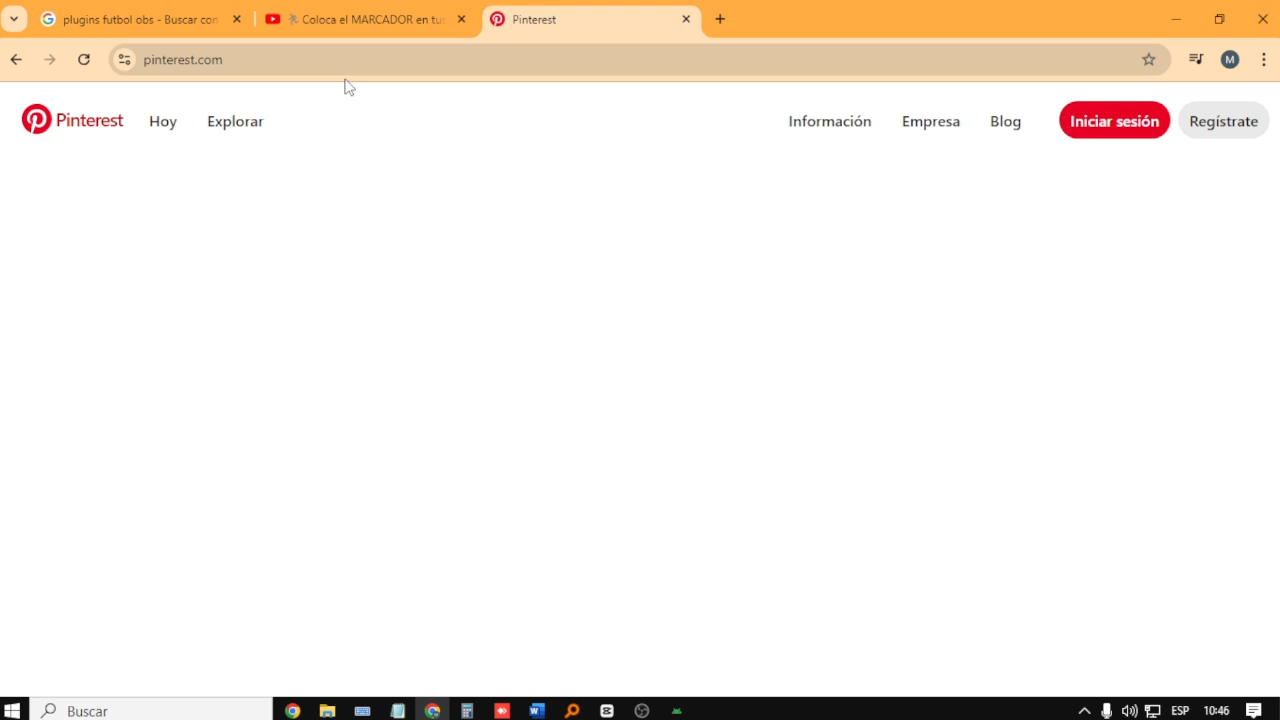 plugins futbol obs - Buscar con
Coloca el MARCADOR en tus
Pinterest
pinterest.com
M
Pinterest
Hoy
Explorar
Información
Empresa
Blog
Iniciar sesión
Regístrate
Buscar
ESP
10:46